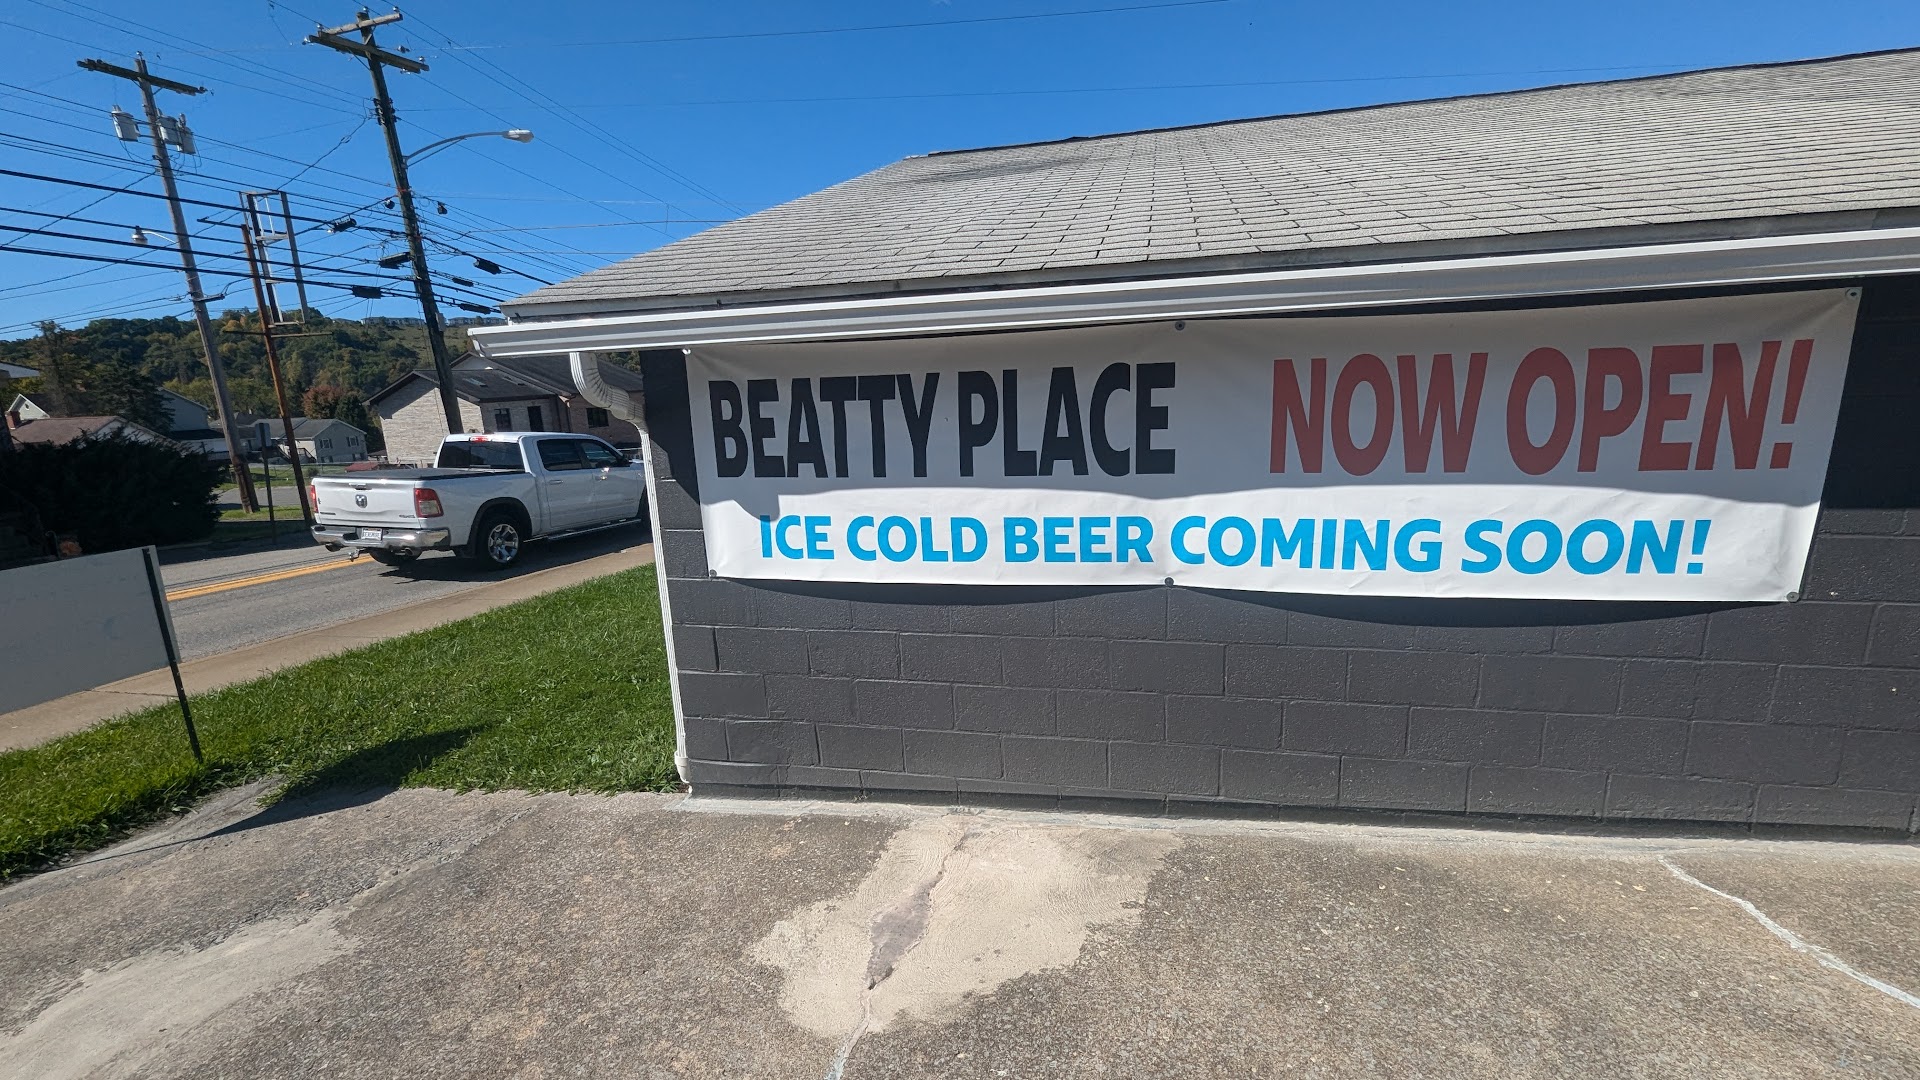 BEATTY PLACE NOW OPEN!
ICE COLD BEER COMING SOON!